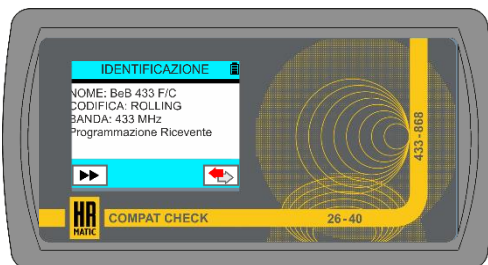 IDENTIFICAZIONE
NOME: BeB 433 F/C
CODIFICA: ROLLING
BANDA: 433 MHz
Programmazione Ricevente
433-868
HR
MATIC
COMPAT CHECK
26-40